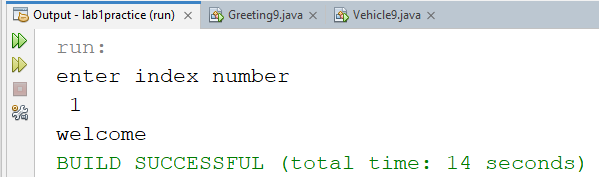 Output - lab1practice (run) × Greeting9.java × Vehicle9.java ×
run:
enter index number
1
welcome
BUILD SUCCESSFUL (total time: 14 seconds)